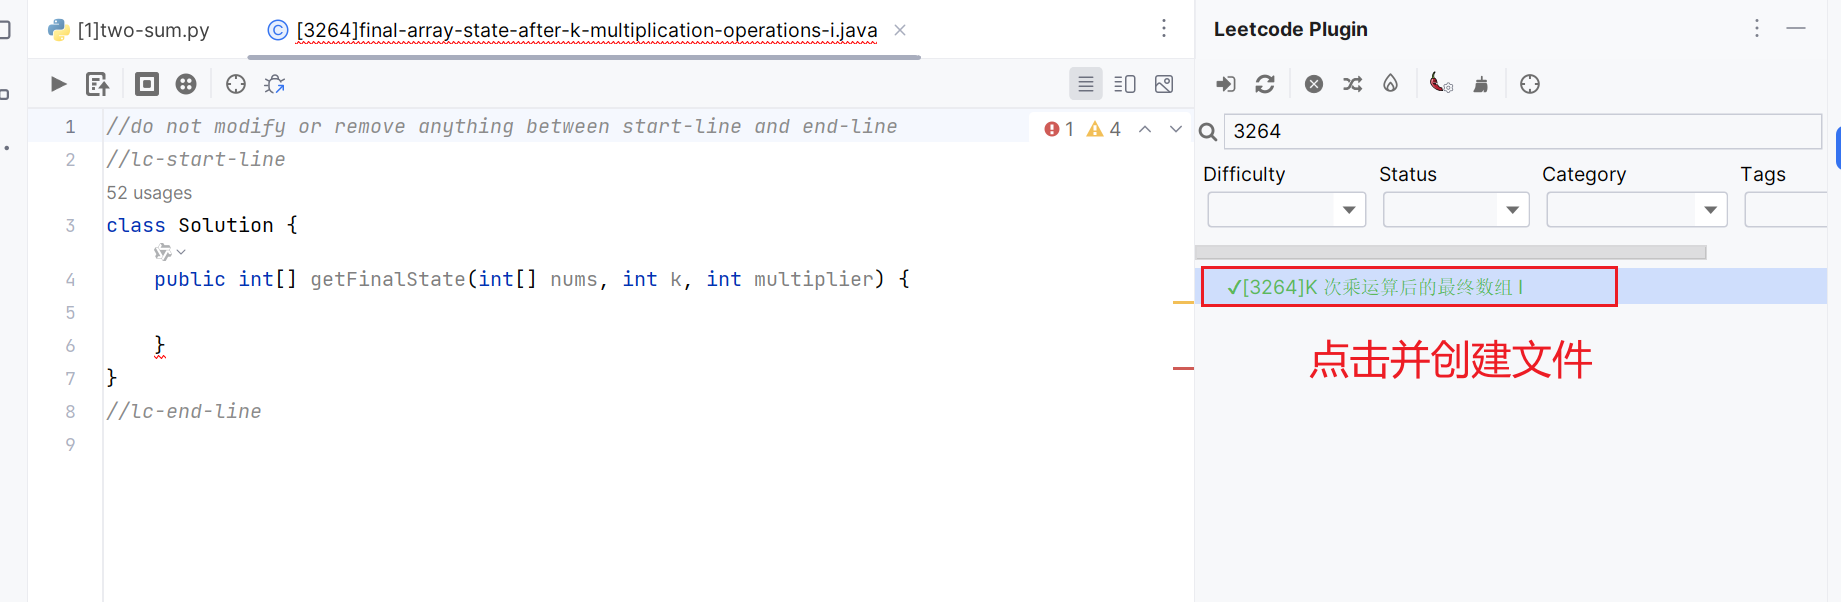 [1]two-sum.py
[3264]final-array-state-after-k-multiplication-operations-i.java
1 //do not modify or remove anything between start-line and end-line
1 4
2 //lc-start-line
52 usages
3 class Solution {
4 public int[] getFinalState(int[] nums, int k, int multiplier) {
5
6 }
7 }
8 //lc-end-line
9
Leetcode Plugin
3264
Difficulty Status Category Tags
✓[3264]K 次乘运算后的最终数组 I
点击并创建文件